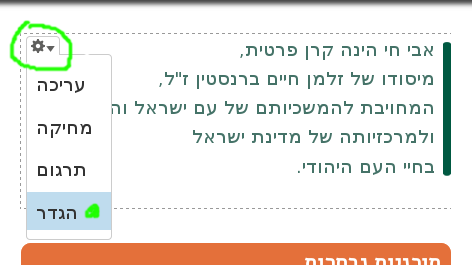 אבי חי הינה קרן פרטית,
מיסודו של זלמן חיים ברנסטין ז"ל,
המחויבת להמשכיותם של עם ישראל
ולמרכזיותה של מדינת ישראל
בחיי העם היהודי.
עריכה
מחיקה
תרגום
הגדר